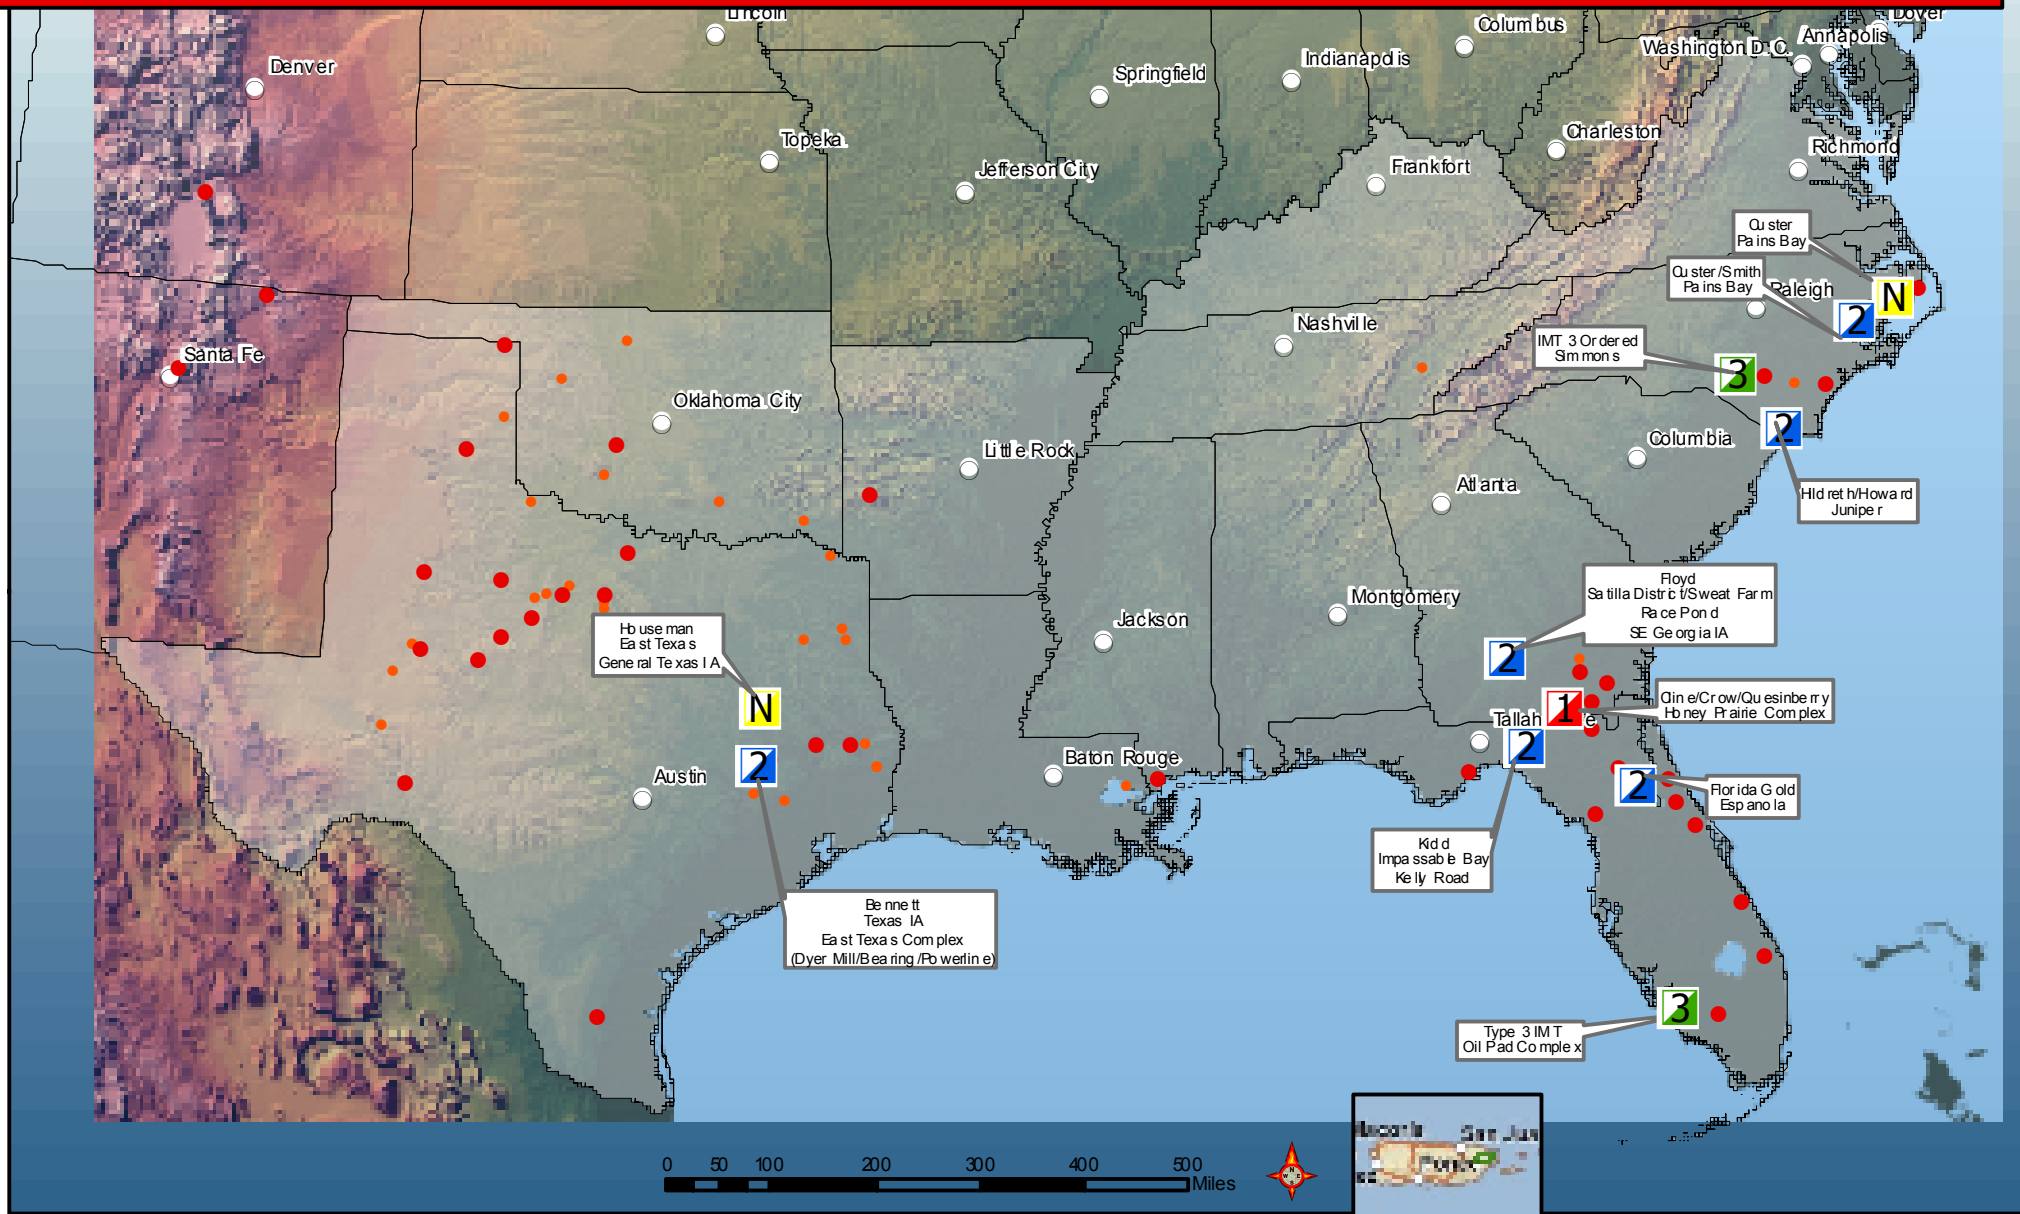 Lincoln
Columbus
Dover
Annapolis
Washington D.C.
Denver
Springfield
Indianapolis
Topeka
Charleston
Richmond
Jefferson City
Frankfort
Custer
Pains Bay
Custer/Smith
Pains Bay
Raleigh
N
2
Nashville
IMT 3 Ordered
Simmons
3
Santa Fe
Oklahoma City
2
Little Rock
Columbia
Atlanta
Hildreth/Howard
Juniper
Floyd
Satilla District/Sweat Farm
Race Pond
SE Georgia IA
Montgomery
Jackson
2
Houseman
East Texas
General Texas IA
N
Cline/Crow/Quesinberry
Honey Prairie Complex
1
Tallah e
2
2
Baton Rouge
Austin
2
Florida Gold
Espanola
Kidd
Impassable Bay
Kelly Road
Bennett
Texas IA
East Texas Complex
(Dyer Mill/Bearing/Powerline)
3
Type 3 IMT
Oil Pad Complex
San Jua
Ponce
0 50 100 200 300 400 500
Miles
N
E
S
W